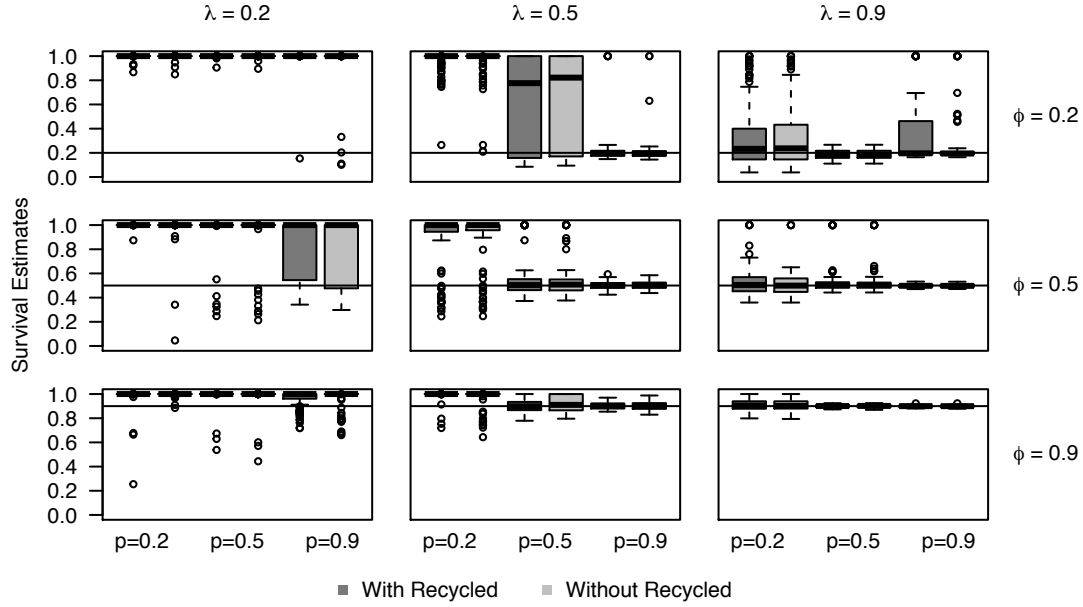 λ = 0.2 λ = 0.5 λ = 0.9
Survival Estimates
1.0
0.8
0.6
0.4
0.2
0.0
ϕ = 0.2
1.0
0.8
0.6
0.4
0.2
0.0
ϕ = 0.5
1.0
0.8
0.6
0.4
0.2
0.0
ϕ = 0.9
p=0.2 p=0.5 p=0.9 p=0.2 p=0.5 p=0.9 p=0.2 p=0.5 p=0.9
With Recycled Without Recycled